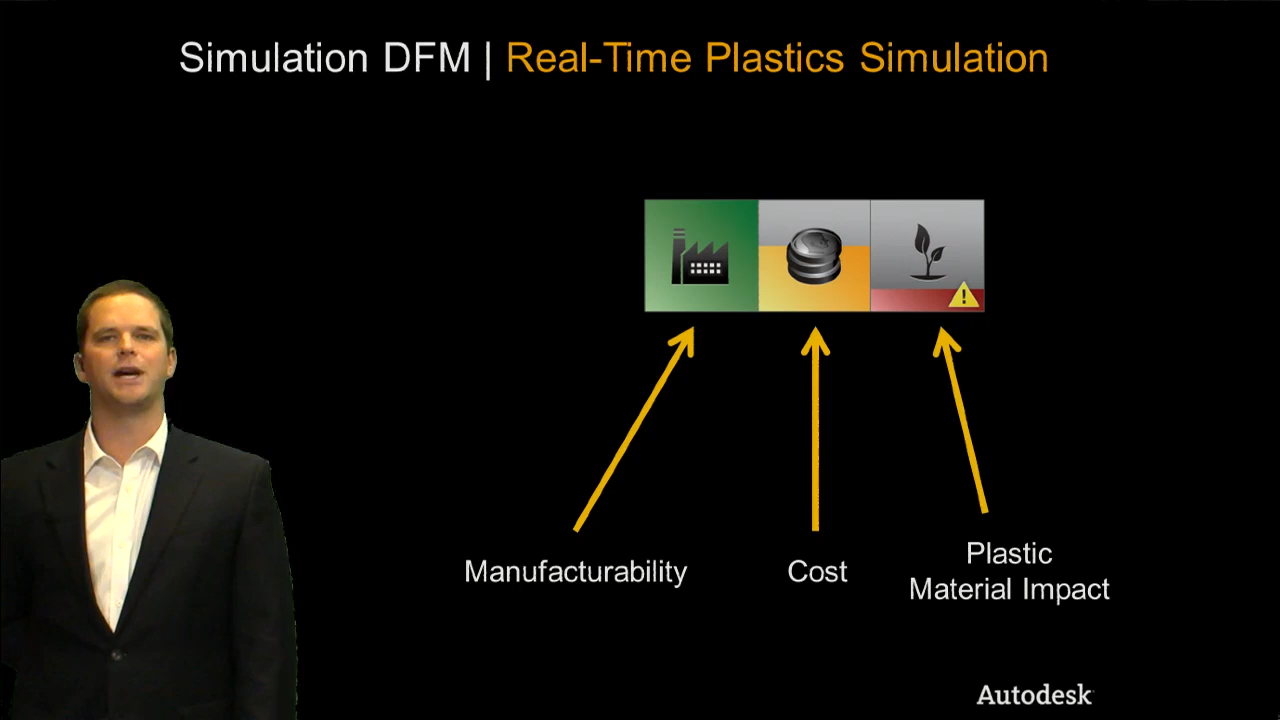 Simulation DFM | Real-Time Plastics Simulation
Manufacturability
Cost
Plastic
Material Impact
Autodesk